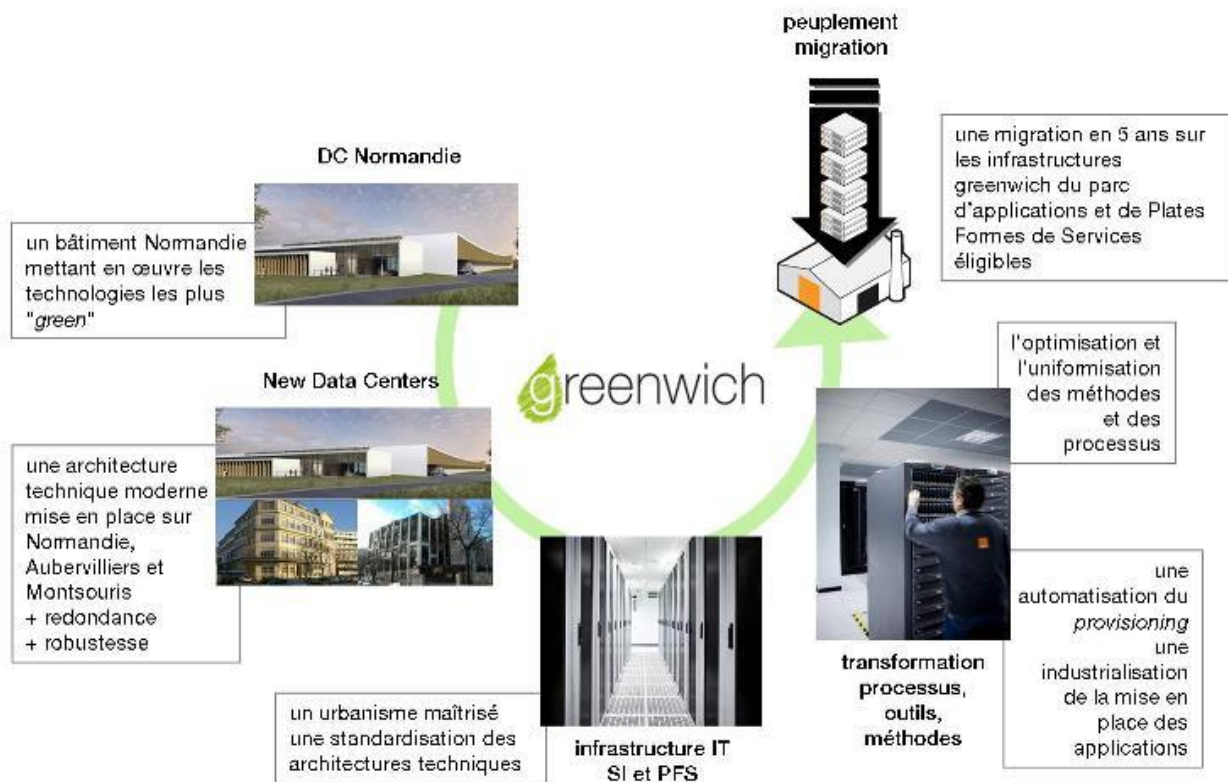 peuplement
migration
DC Normandie
une migration en 5 ans sur
les infrastructures
greenwich du parc
d'applications et de Plates
Formes de Services
éligibles
un bâtiment Normandie
mettant en œuvre les
technologies les plus
"green"
New Data Centers
greenwich
l'optimisation et
l'uniformisation
des méthodes
et des
processus
une architecture
technique moderne
mise en place sur
Normandie,
Aubervilliers et
Montsouris
+ redondance
+ robustesse
une
automatisation du
provisioning
une
industrialisation
de la mise en
place des
applications
transformation
processus,
outils,
méthodes
un urbanisme maîtrisé
une standardisation des
architectures techniques
infrastructure IT
SI et PFS